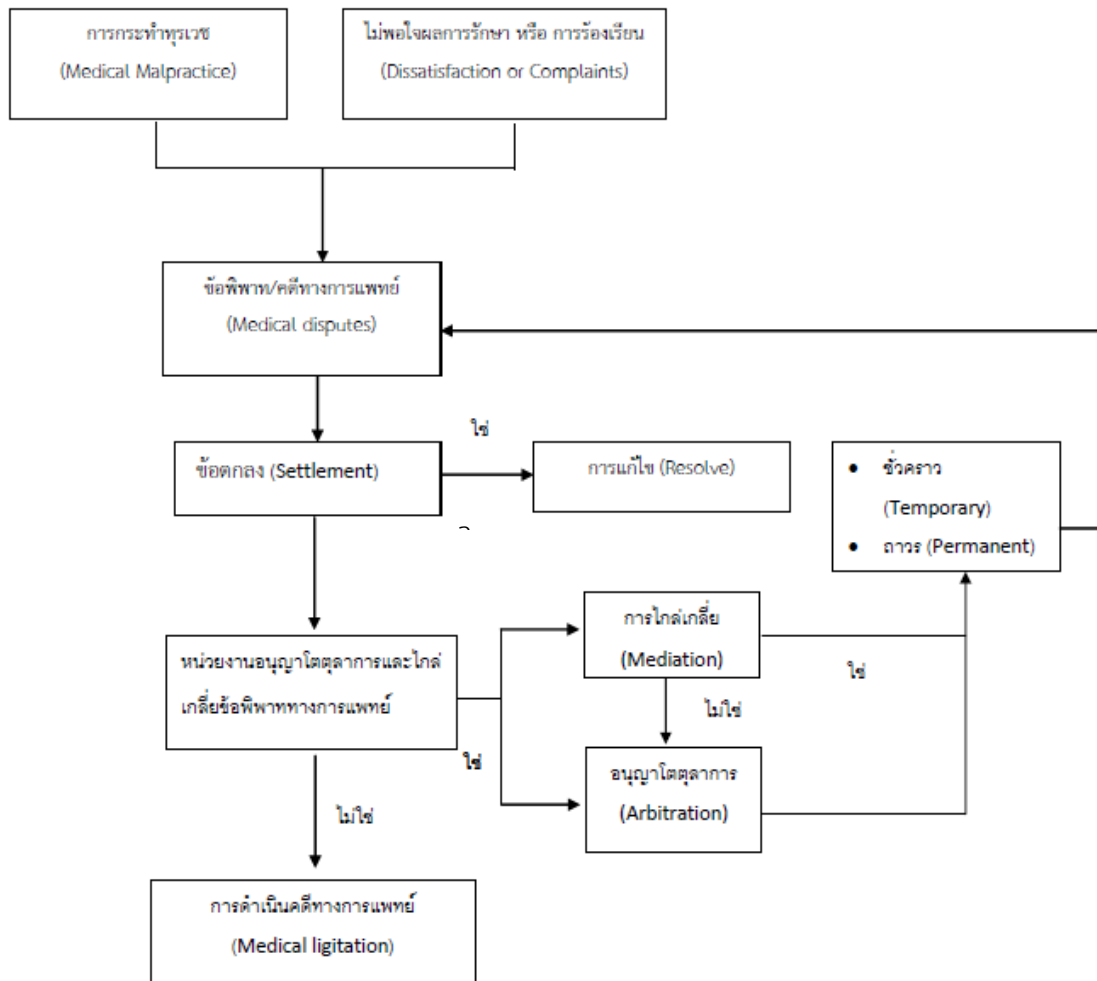 การกระทำทุรเวช
(Medical Malpractice)
ไม่พอใจผลการรักษา หรือ การร้องเรียน
(Dissatisfaction or Complaints)
ข้อพิพาท/คดีทางการแพทย์
(Medical disputes)
ใช่
ข้อตกลง (Settlement)
การแก้ไข (Resolve)
• ชั่วคราว
(Temporary)
• ถาวร (Permanent)
การไกล่เกลี่ย
(Mediation)
ใช่
หน่วยงานอนุญาโตตุลาการและไกล่
เกลี่ยข้อพิพาททางการแพทย์
ไม่ใช่
ใช่
อนุญาโตตุลาการ
(Arbitration)
ไม่ใช่
การดำเนินคดีทางการแพทย์
(Medical ligitation)